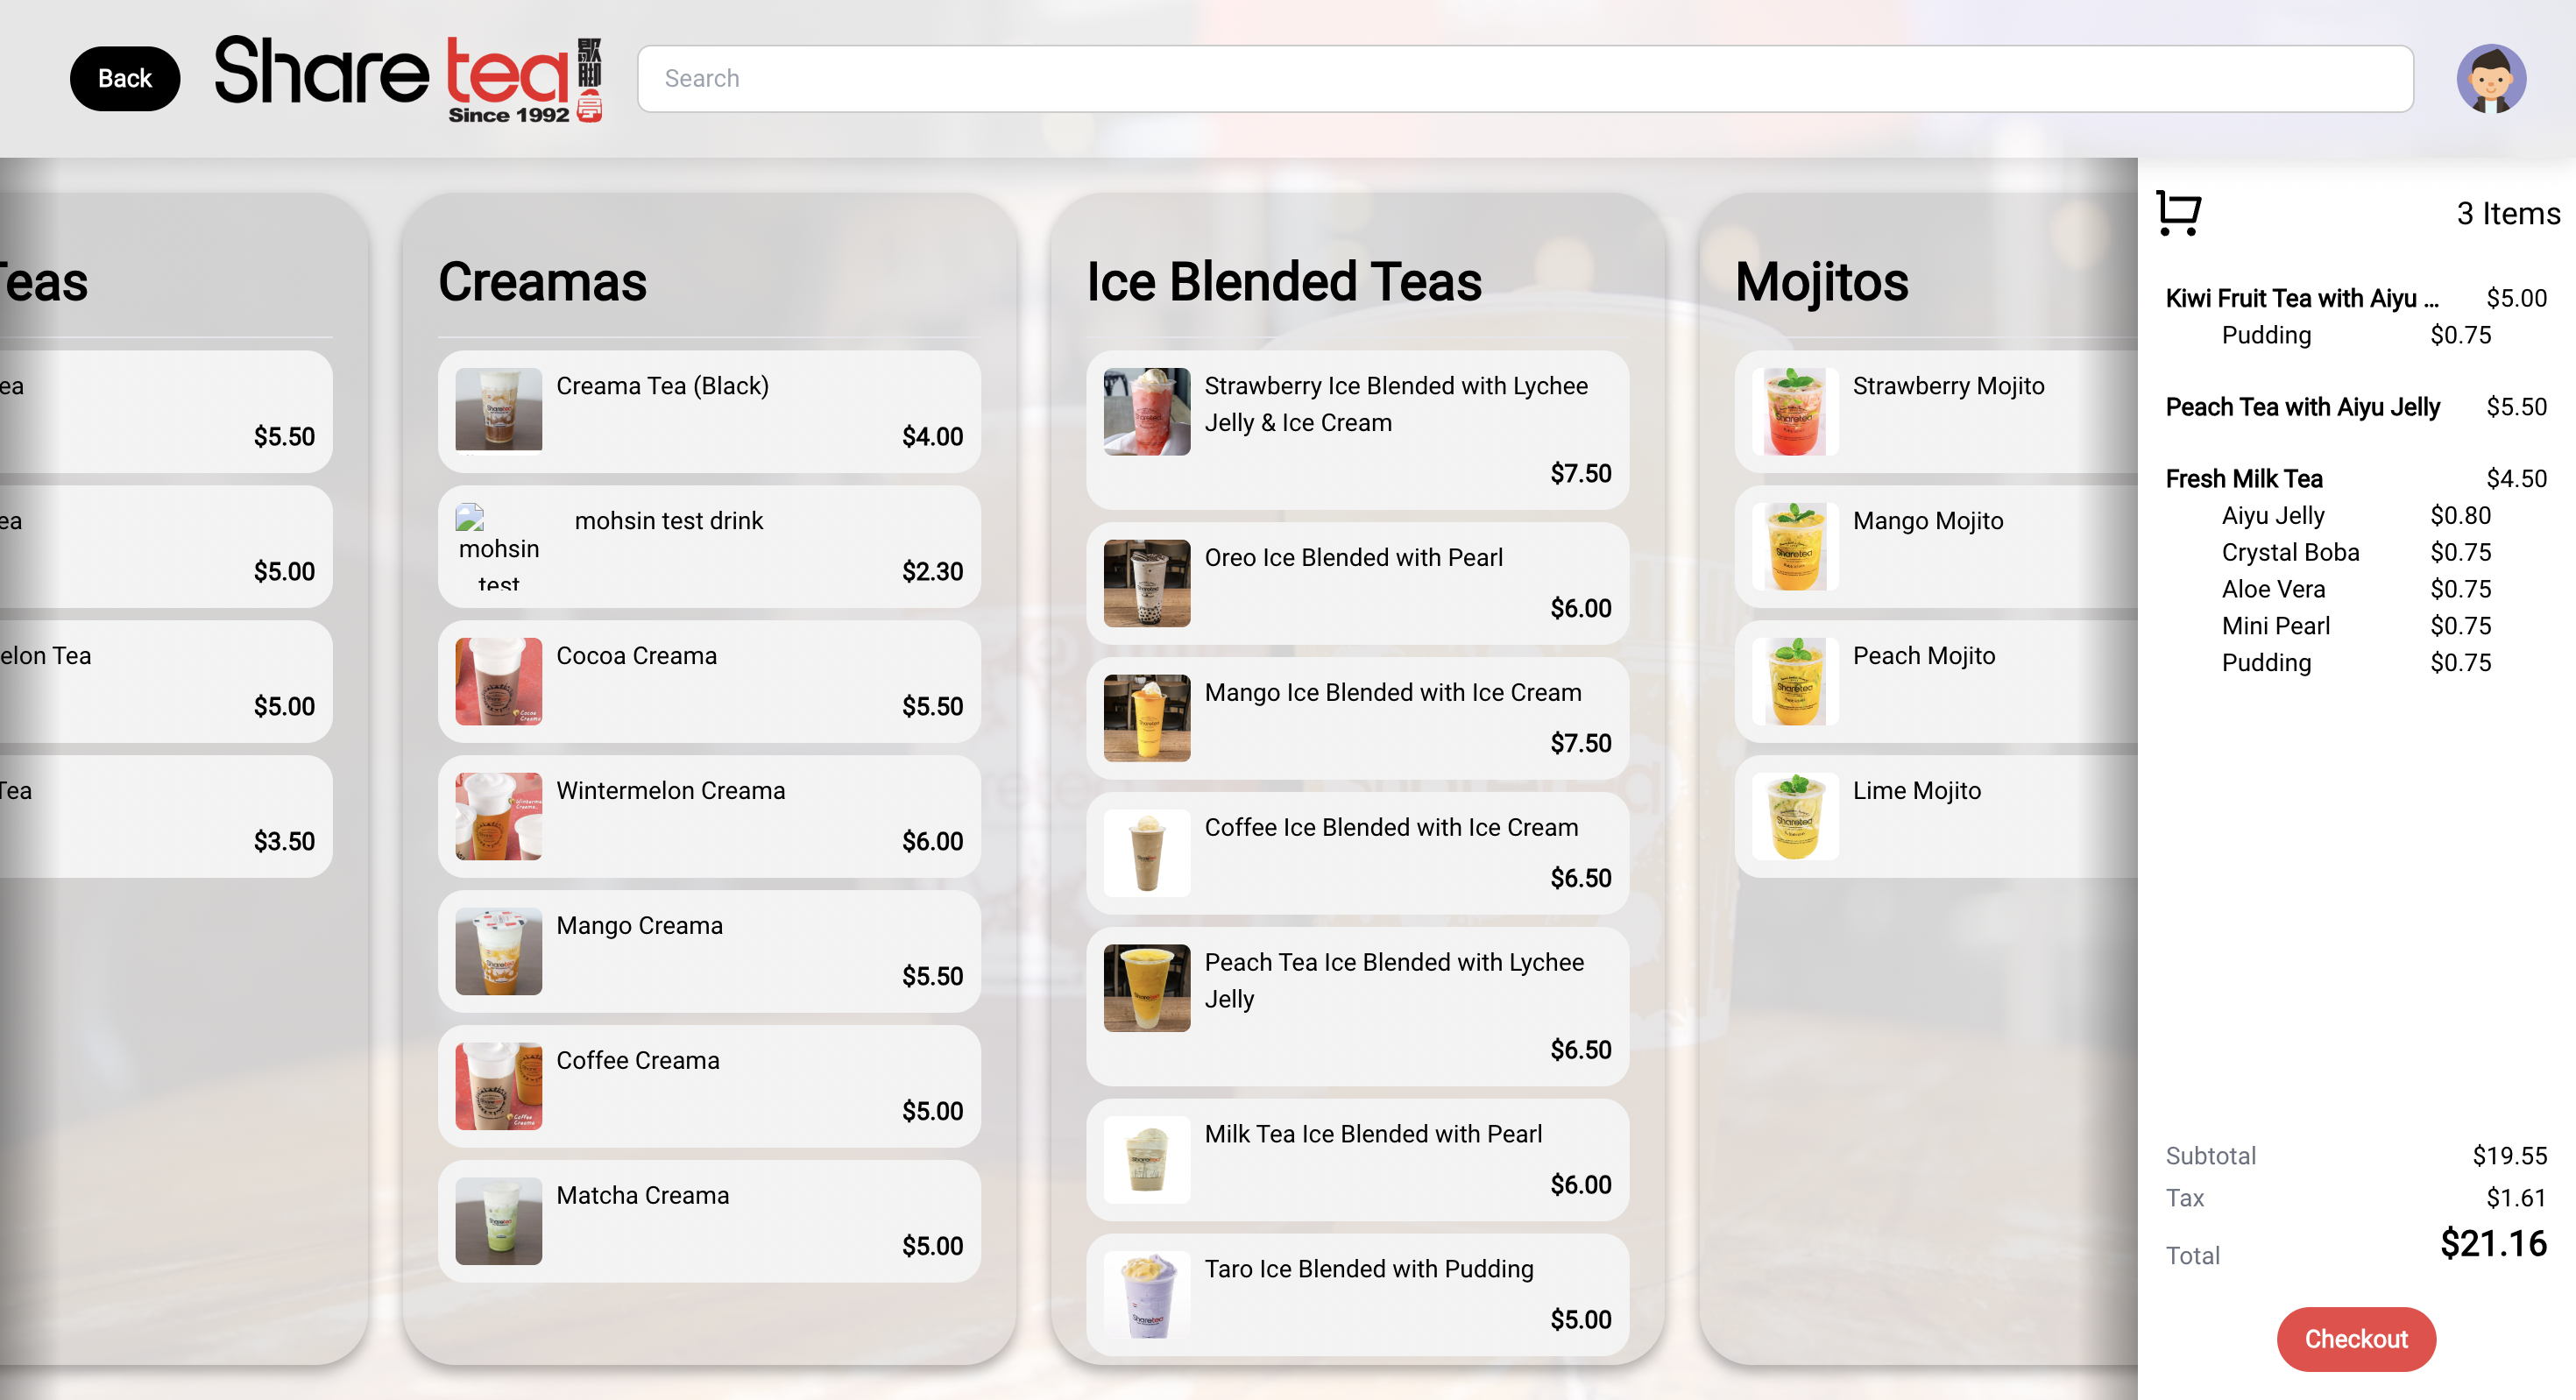 Back
Share tea
歇脚亭
Since 1992
Search
Teas
ea
$5.50
ea
$5.00
elon Tea
$5.00
Tea
$3.50
Creamas
Creama Tea (Black)
$4.00
mohsin test
mohsin test drink
$2.30
Cocoa Creama
$5.50
Wintermelon Creama
$6.00
Mango Creama
$5.50
Coffee Creama
$5.00
Matcha Creama
$5.00
Ice Blended Teas
Strawberry Ice Blended with Lychee
Jelly & Ice Cream
$7.50
Oreo Ice Blended with Pearl
$6.00
Mango Ice Blended with Ice Cream
$7.50
Coffee Ice Blended with Ice Cream
$6.50
Peach Tea Ice Blended with Lychee
Jelly
$6.50
Milk Tea Ice Blended with Pearl
$6.00
Taro Ice Blended with Pudding
$5.00
Mojitos
Strawberry Mojito
Mango Mojito
Peach Mojito
Lime Mojito
3 Items
Kiwi Fruit Tea with Aiyu ... $5.00
Pudding $0.75
Peach Tea with Aiyu Jelly $5.50
Fresh Milk Tea $4.50
Aiyu Jelly $0.80
Crystal Boba $0.75
Aloe Vera $0.75
Mini Pearl $0.75
Pudding $0.75
Subtotal $19.55
Tax $1.61
Total $21.16
Checkout